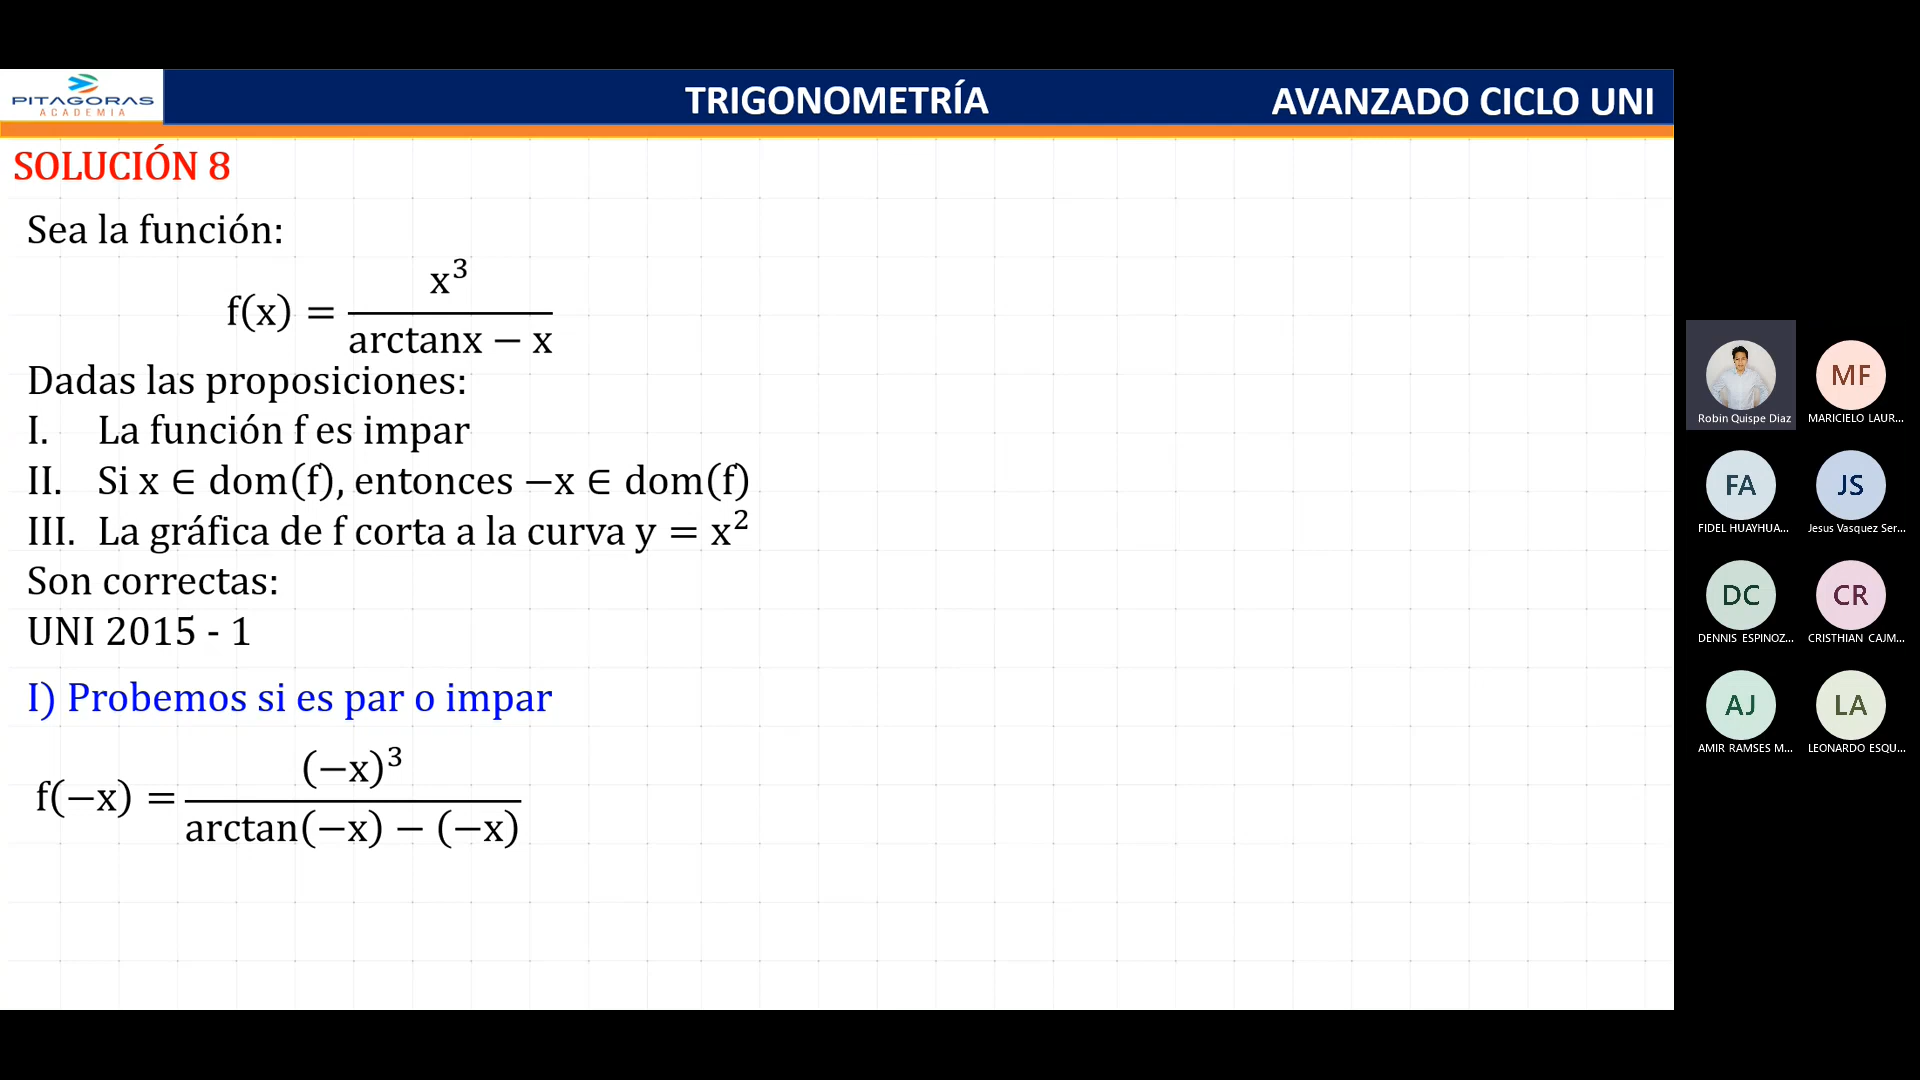 PITAGORAS
ACADEMIA
TRIGONOMETRÍA
AVANZADO CICLO UNI
SOLUCIÓN 8
Sea la función:
f(x) = x³ / (arctanx − x)
Dadas las proposiciones:
I. La función f es impar
II. Si x ∈ dom(f), entonces −x ∈ dom(f)
III. La gráfica de f corta a la curva y = x²
Son correctas:
UNI 2015 - 1
I) Probemos si es par o impar
f(−x) = (−x)³ / (arctan(−x) − (−x))
Robin Quispe Diaz
MF
MARICIELO LAUR...
FA
FIDEL HUAYHUA...
JS
Jesus Vasquez Ser...
DC
DENNIS ESPINOZ...
CR
CRISTHIAN CAJM...
AJ
AMIR RAMSES M...
LA
LEONARDO ESQU...